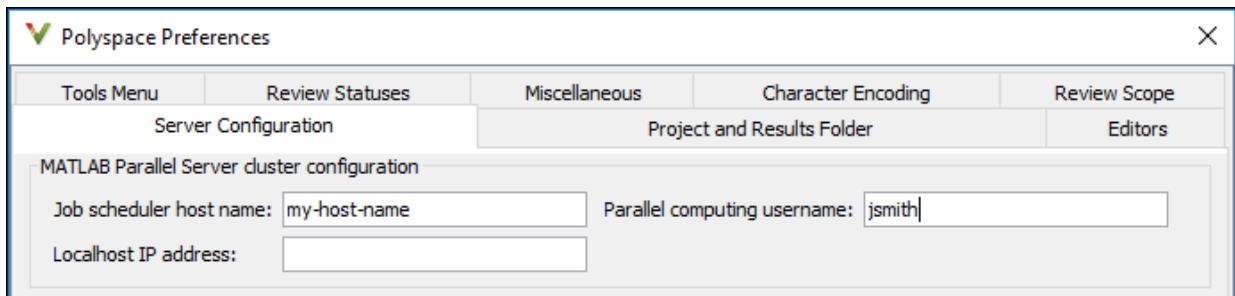 Polyspace Preferences
Tools Menu Review Statuses Miscellaneous Character Encoding Review Scope
Server Configuration Project and Results Folder Editors
MATLAB Parallel Server cluster configuration
Job scheduler host name: my-host-name Parallel computing username: jsmith
Localhost IP address: